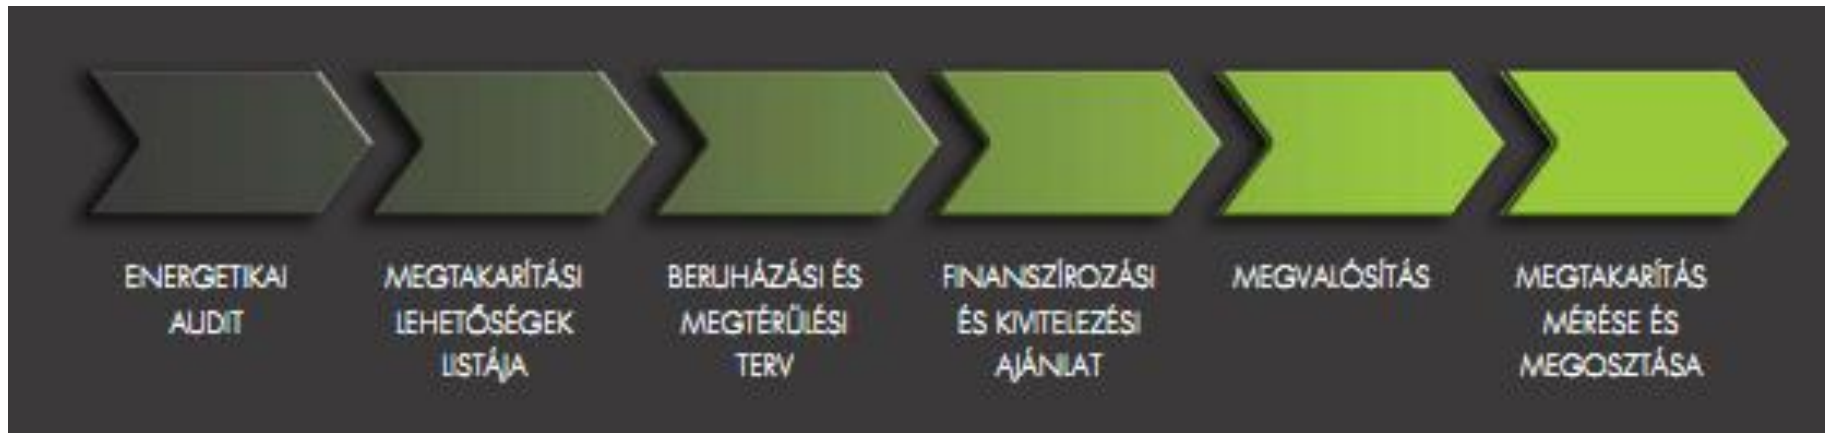 ENERGETIKAI
AUDIT
MEGTAKARÍTÁSI
LEHETŐSÉGEK
LISTÁJA
BERUHÁZÁSI ÉS
MEGTÉRÜLÉSI
TERV
FINANSZÍROZÁSI
ÉS KIVITELEZÉSI
AJÁNLAT
MEGVALÓSÍTÁS
MEGTAKARÍTÁS
MÉRÉSE ÉS
MEGOSZTÁSA